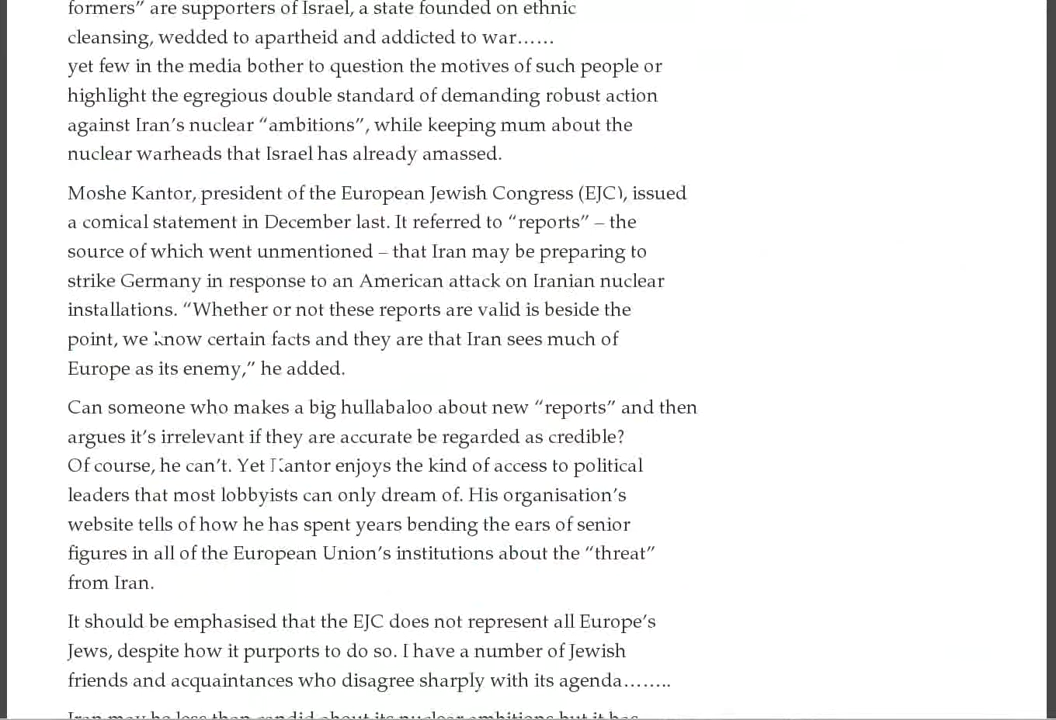 formers” are supporters of Israel, a state founded on ethnic
cleansing, wedded to apartheid and addicted to war……
yet few in the media bother to question the motives of such people or
highlight the egregious double standard of demanding robust action
against Iran’s nuclear “ambitions”, while keeping mum about the
nuclear warheads that Israel has already amassed.
Moshe Kantor, president of the European Jewish Congress (EJC), issued
a comical statement in December last. It referred to “reports” – the
source of which went unmentioned – that Iran may be preparing to
strike Germany in response to an American attack on Iranian nuclear
installations. “Whether or not these reports are valid is beside the
point, we know certain facts and they are that Iran sees much of
Europe as its enemy,” he added.
Can someone who makes a big hullabaloo about new “reports” and then
argues it’s irrelevant if they are accurate be regarded as credible?
Of course, he can’t. Yet Kantor enjoys the kind of access to political
leaders that most lobbyists can only dream of. His organisation’s
website tells of how he has spent years bending the ears of senior
figures in all of the European Union’s institutions about the “threat”
from Iran.
It should be emphasised that the EJC does not represent all Europe’s
Jews, despite how it purports to do so. I have a number of Jewish
friends and acquaintances who disagree sharply with its agenda……..
Iran may be less than candid about its nuclear ambitions but it has